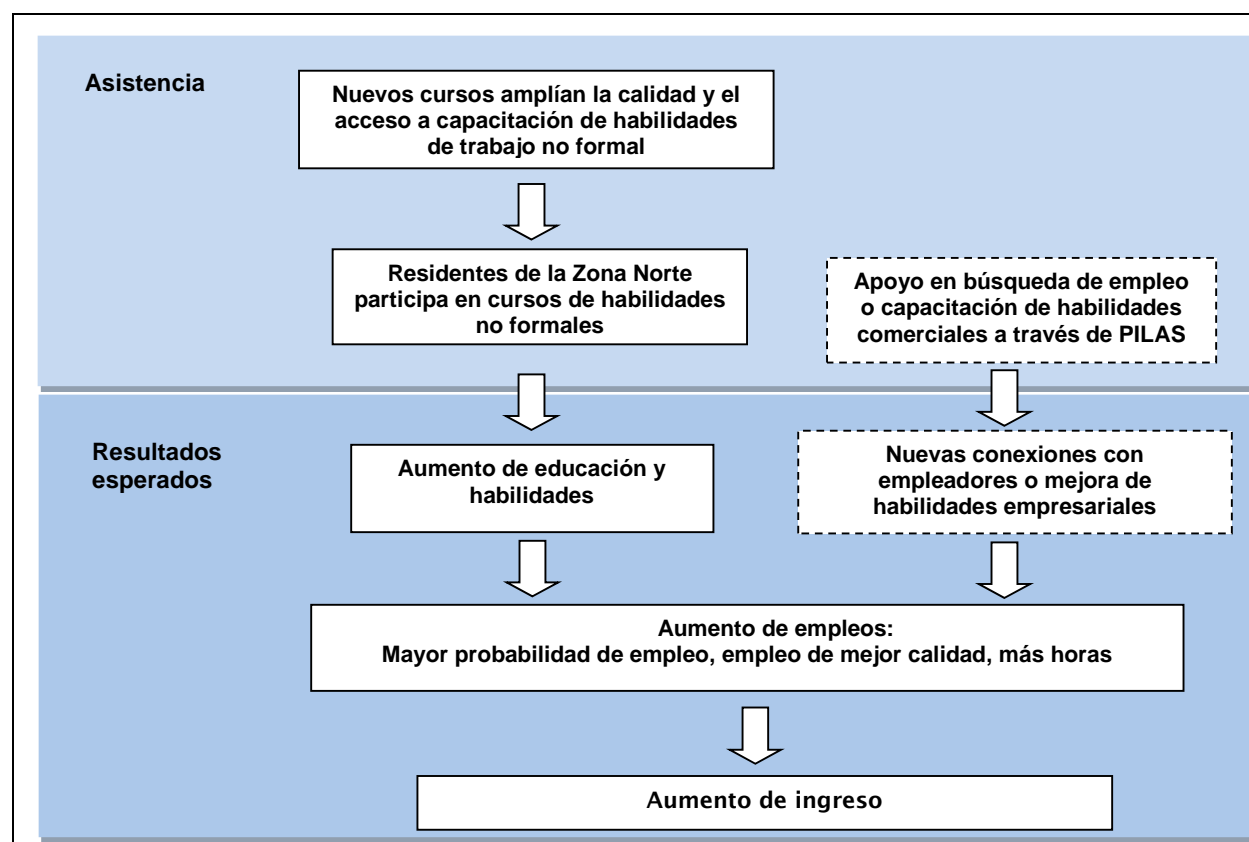 Asistencia
Nuevos cursos amplían la calidad y el
acceso a capacitación de habilidades
de trabajo no formal
Residentes de la Zona Norte
participa en cursos de habilidades
no formales
Apoyo en búsqueda de empleo
o capacitación de habilidades
comerciales a través de PILAS
Resultados
esperados
Aumento de educación y
habilidades
Nuevas conexiones con
empleadores o mejora de
habilidades empresariales
Aumento de empleos:
Mayor probabilidad de empleo, empleo de mejor calidad, más horas
Aumento de ingreso